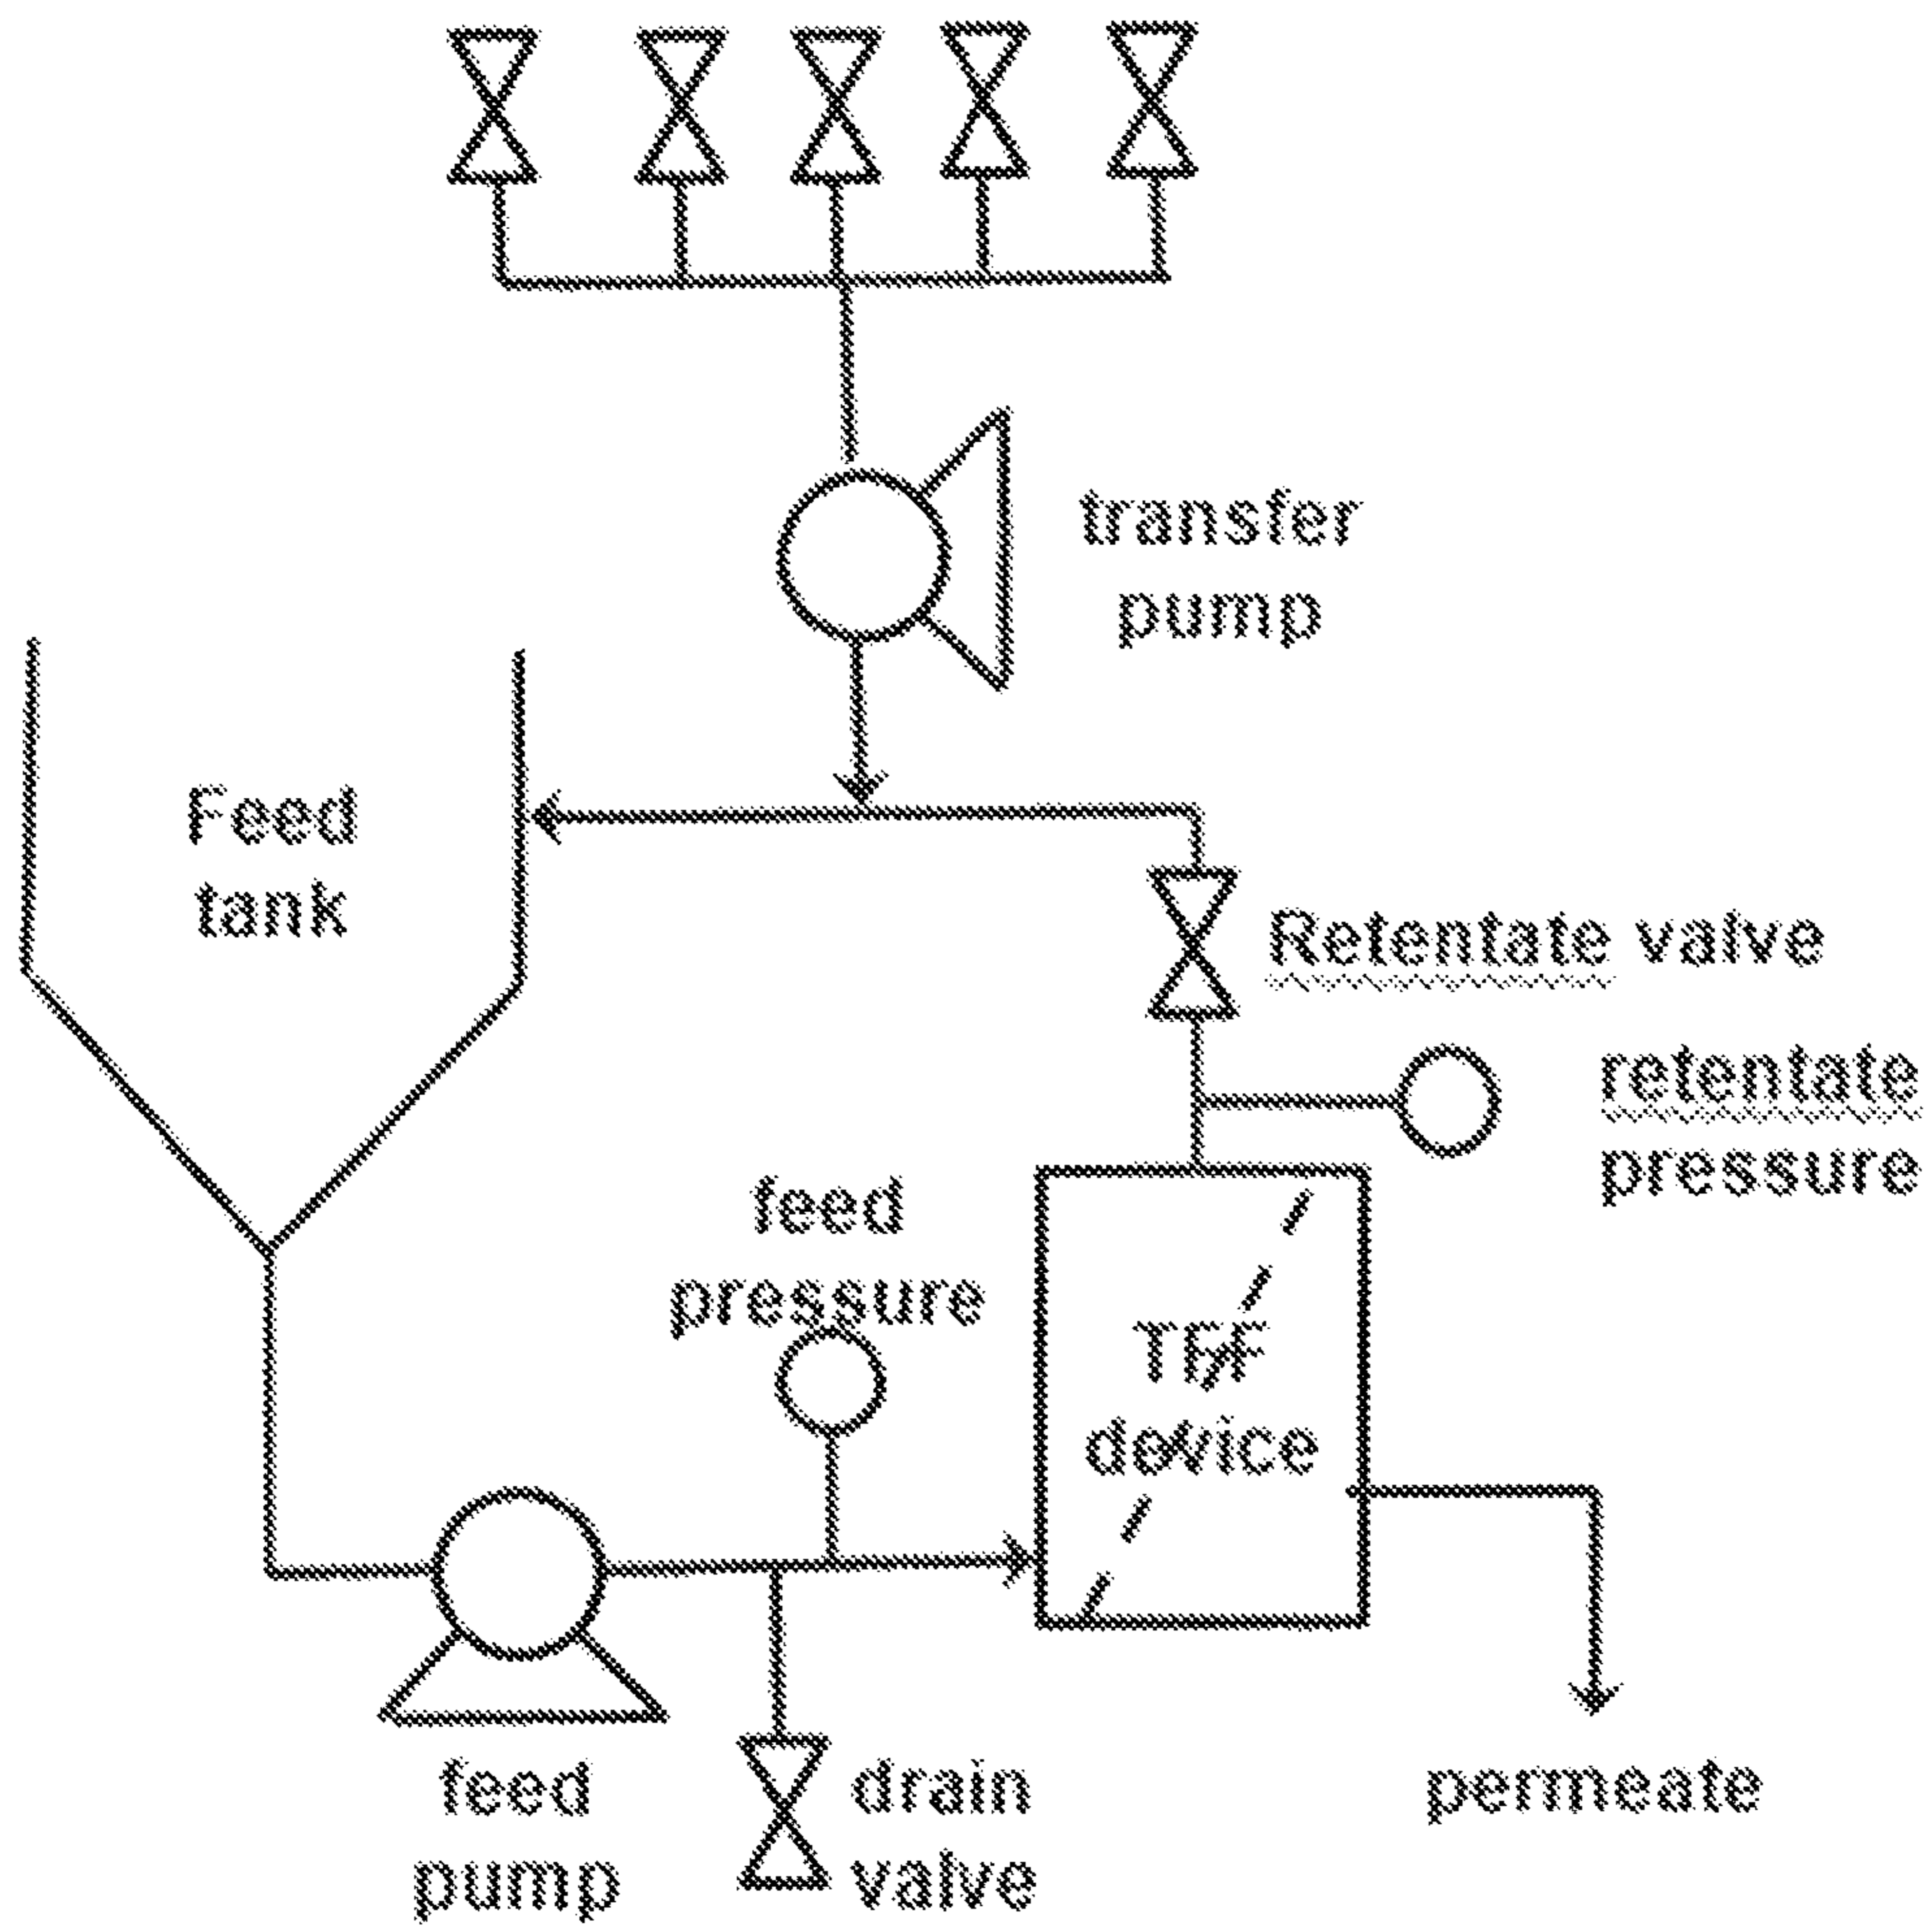 transfer
pump
Feed
tank
Retentate valve
retentate
pressure
feed
pressure
TFF
device
feed
pump
drain
valve
permeate